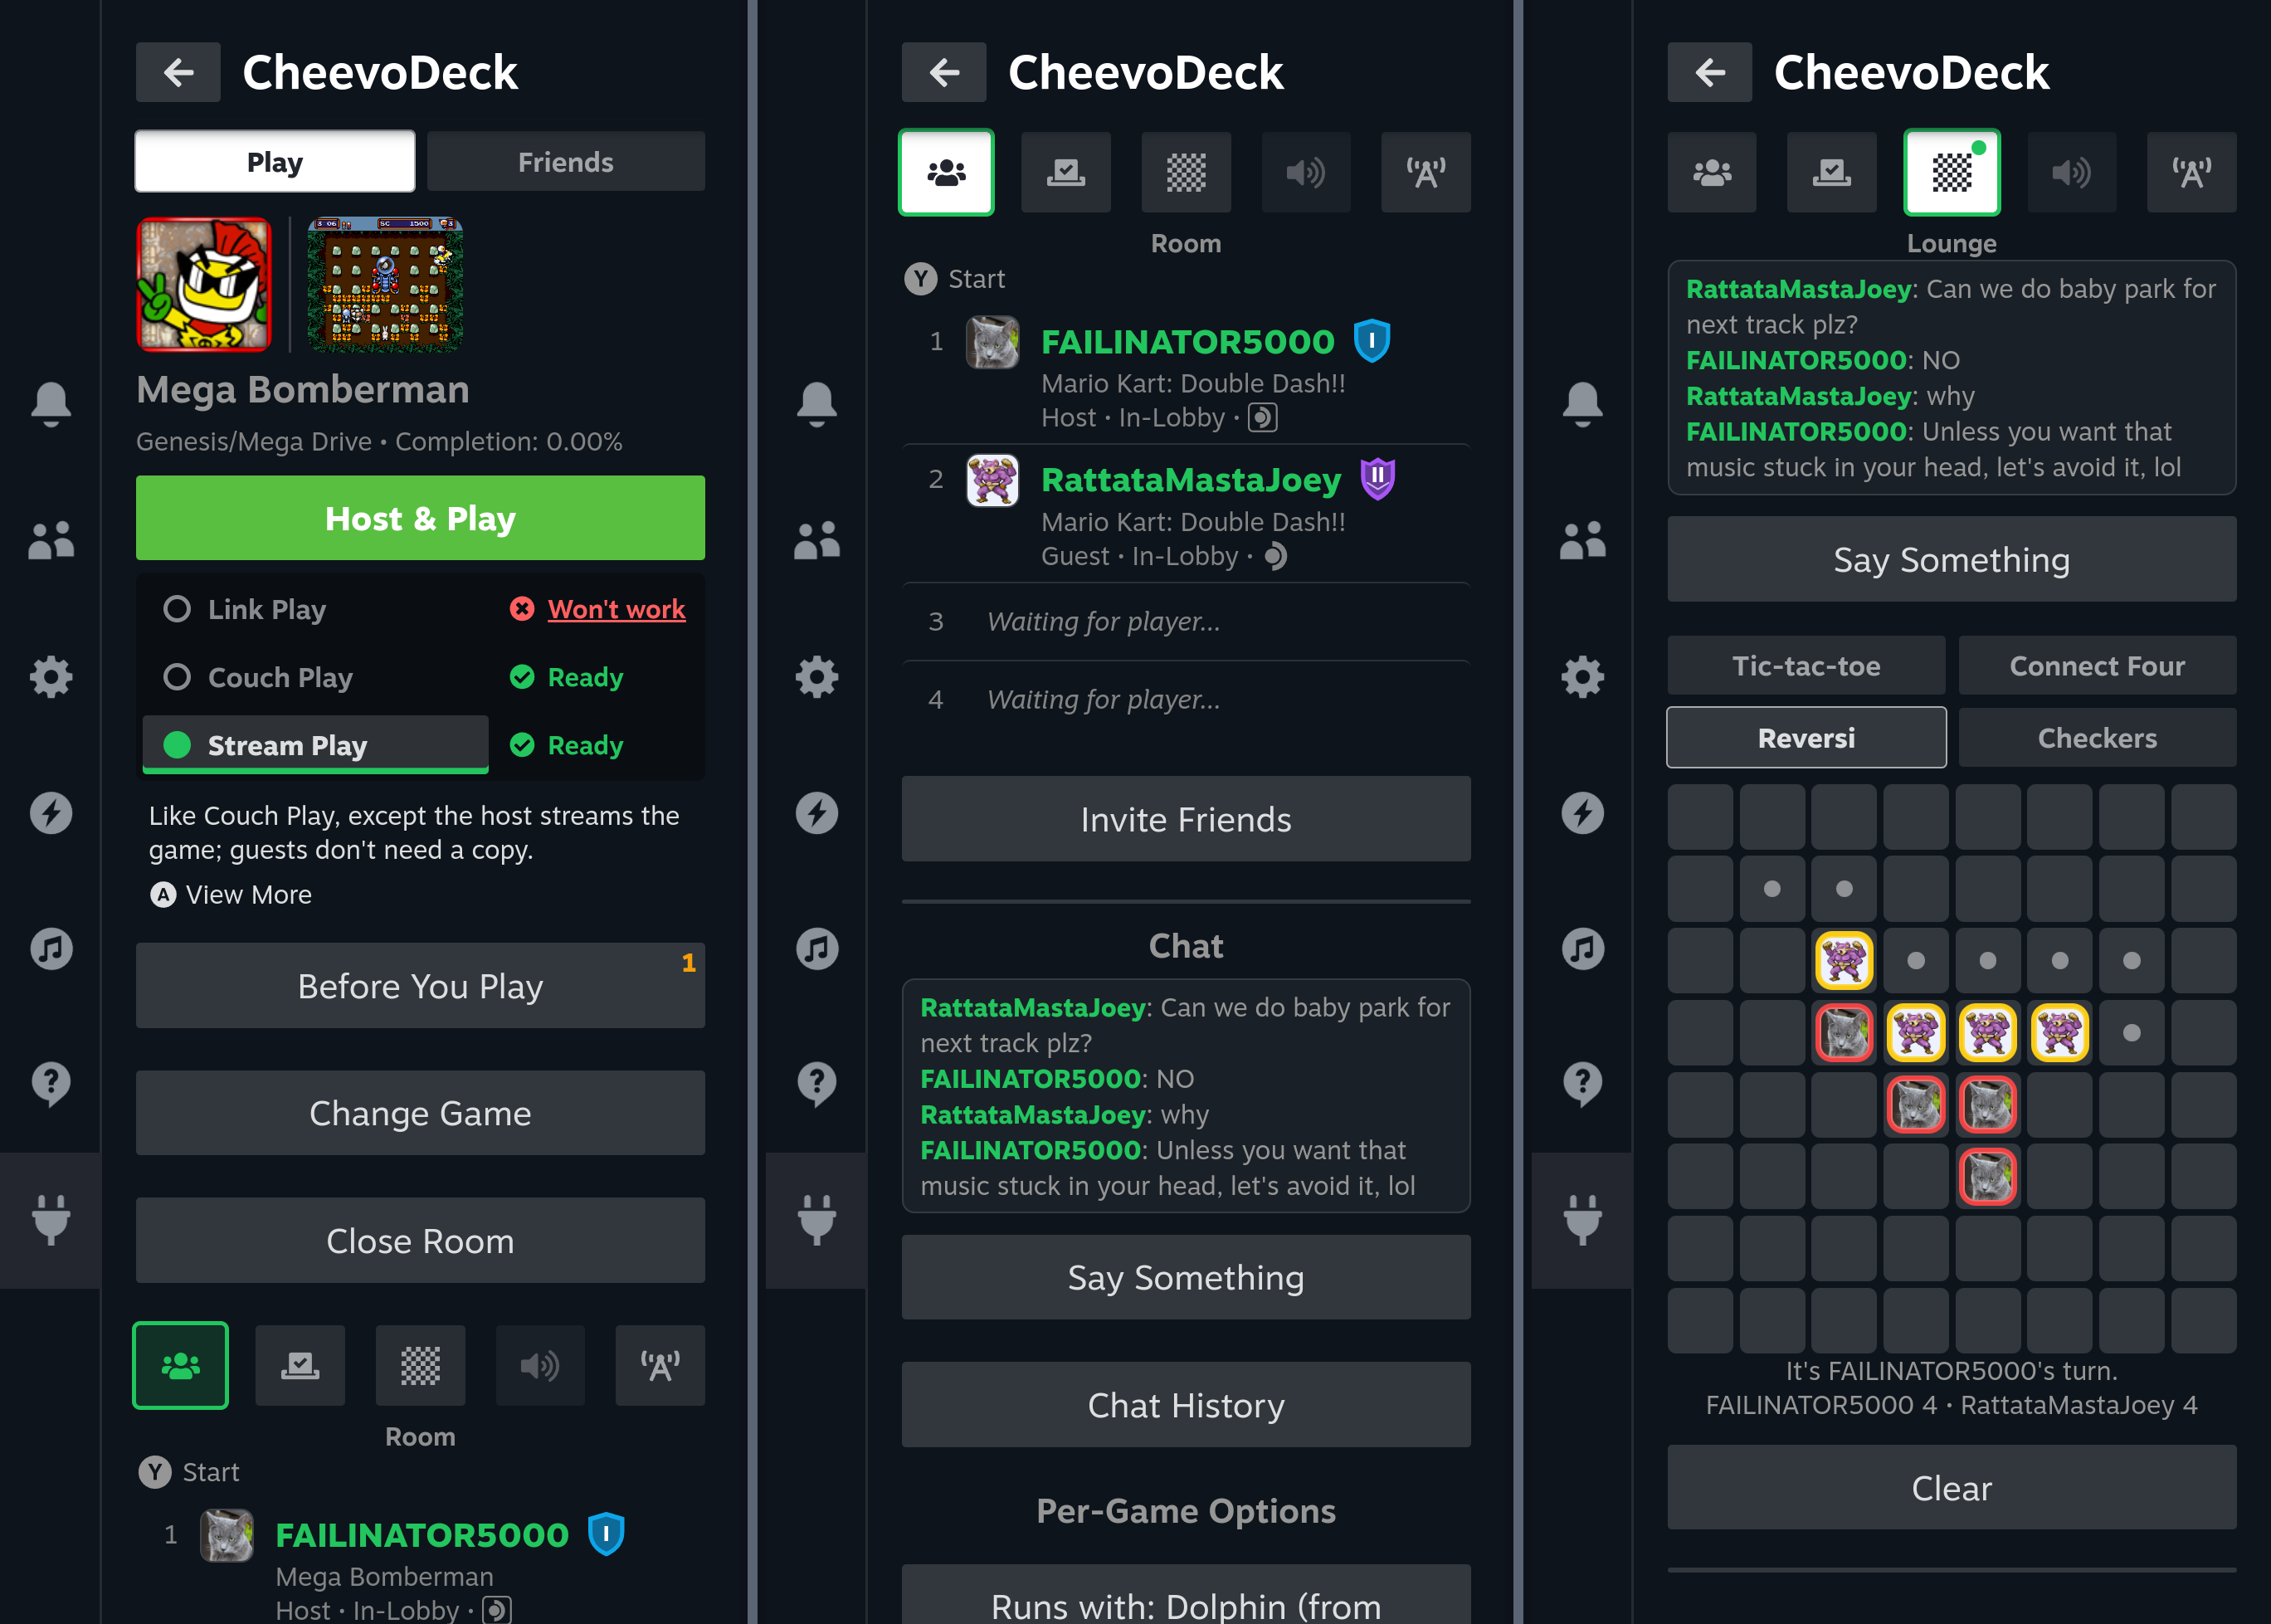 CheevoDeck
Play
Friends
3 06
SC 1500
Mega Bomberman
Genesis/Mega Drive • Completion: 0.00%
Host & Play
Link Play
Won't work
Couch Play
Ready
Stream Play
Ready
Like Couch Play, except the host streams the
game; guests don't need a copy.
A View More
Before You Play
1
Change Game
Close Room
Room
Y Start
1
FAILINATOR5000
I
Mega Bomberman
Host · In-Lobby ·
CheevoDeck
Room
Y Start
1
FAILINATOR5000
I
Mario Kart: Double Dash!!
Host · In-Lobby ·
2
RattataMastaJoey
II
Mario Kart: Double Dash!!
Guest · In-Lobby ·
3 Waiting for player...
4 Waiting for player...
Invite Friends
Chat
RattataMastaJoey: Can we do baby park for
next track plz?
FAILINATOR5000: NO
RattataMastaJoey: why
FAILINATOR5000: Unless you want that
music stuck in your head, let's avoid it, lol
Say Something
Chat History
Per-Game Options
Runs with: Dolphin (from
CheevoDeck
Lounge
RattataMastaJoey: Can we do baby park for
next track plz?
FAILINATOR5000: NO
RattataMastaJoey: why
FAILINATOR5000: Unless you want that
music stuck in your head, let's avoid it, lol
Say Something
Tic-tac-toe
Connect Four
Reversi
Checkers
It's FAILINATOR5000's turn.
FAILINATOR5000 4 · RattataMastaJoey 4
Clear